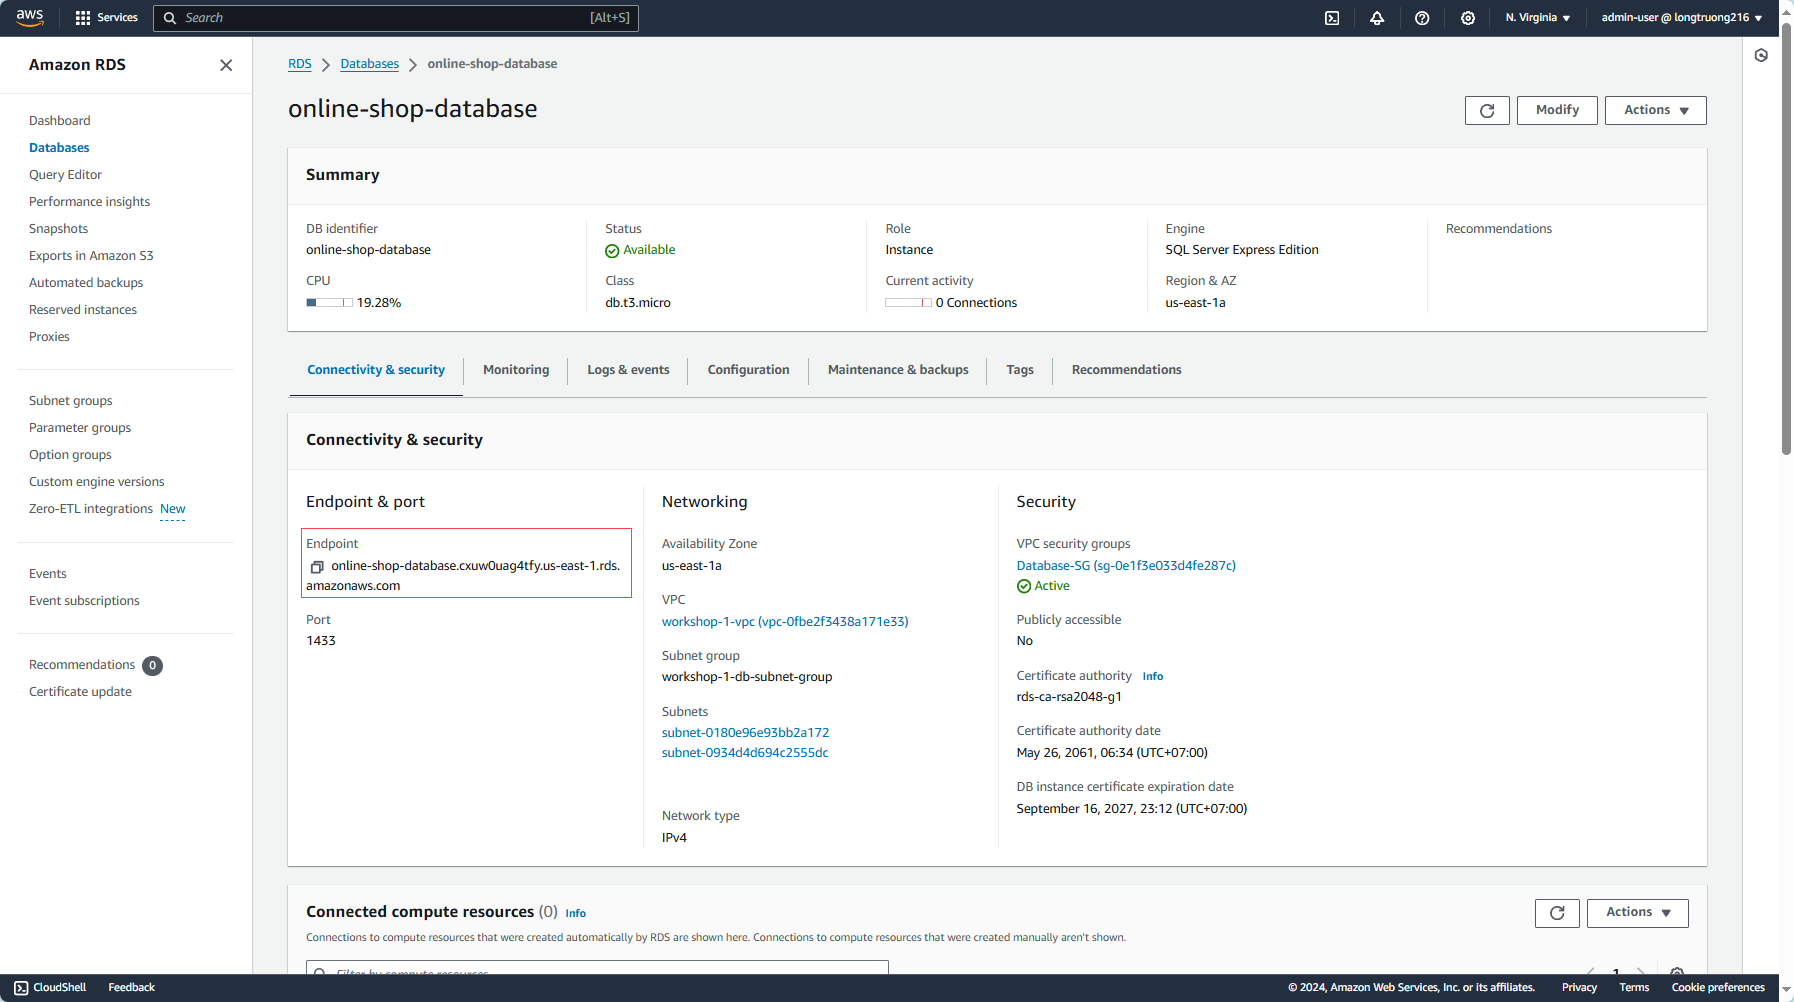 aws
Services
Search
[Alt+S]
N. Virginia
admin-user @ longtruong216
Amazon RDS
Dashboard
Databases
Query Editor
Performance insights
Snapshots
Exports in Amazon S3
Automated backups
Reserved instances
Proxies
Subnet groups
Parameter groups
Option groups
Custom engine versions
Zero-ETL integrations New
Events
Event subscriptions
Recommendations 0
Certificate update
RDS > Databases > online-shop-database
online-shop-database
Modify
Actions
Summary
DB identifier
online-shop-database
CPU
19.28%
Status
Available
Class
db.t3.micro
Role
Instance
Current activity
0 Connections
Engine
SQL Server Express Edition
Region & AZ
us-east-1a
Recommendations
Connectivity & security
Monitoring
Logs & events
Configuration
Maintenance & backups
Tags
Recommendations
Connectivity & security
Endpoint & port
Endpoint
online-shop-database.cxuw0uag4tfy.us-east-1.rds.
amazonaws.com
Port
1433
Networking
Availability Zone
us-east-1a
VPC
workshop-1-vpc (vpc-0fbe2f3438a171e33)
Subnet group
workshop-1-db-subnet-group
Subnets
subnet-0180e96e93bb2a172
subnet-0934d4d694c2555dc
Network type
IPv4
Security
VPC security groups
Database-SG (sg-0e1f3e033d4fe287c)
Active
Publicly accessible
No
Certificate authority Info
rds-ca-rsa2048-g1
Certificate authority date
May 26, 2061, 06:34 (UTC+07:00)
DB instance certificate expiration date
September 16, 2027, 23:12 (UTC+07:00)
Connected compute resources (0) Info
Actions
Connections to compute resources that were created automatically by RDS are shown here. Connections to compute resources that were created manually aren't shown.
Filter by compute resources
1
CloudShell
Feedback
© 2024, Amazon Web Services, Inc. or its affiliates.
Privacy
Terms
Cookie preferences